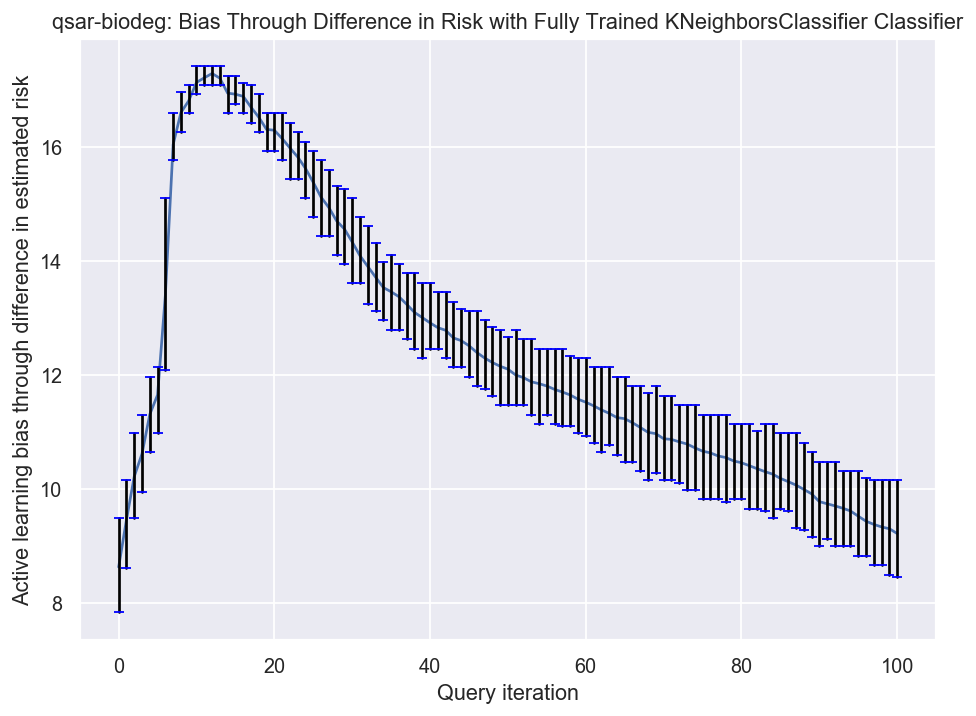 qsar-biodeg: Bias Through Difference in Risk with Fully Trained KNeighborsClassifier Classifier
Active learning bias through difference in estimated risk
16
14
12
10
8
0 20 40 60 80 100
Query iteration